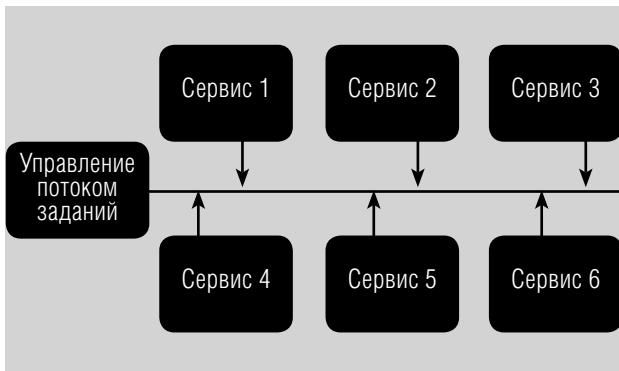 Сервис 1
Сервис 2
Сервис 3
Управление
потоком
заданий
Сервис 4
Сервис 5
Сервис 6